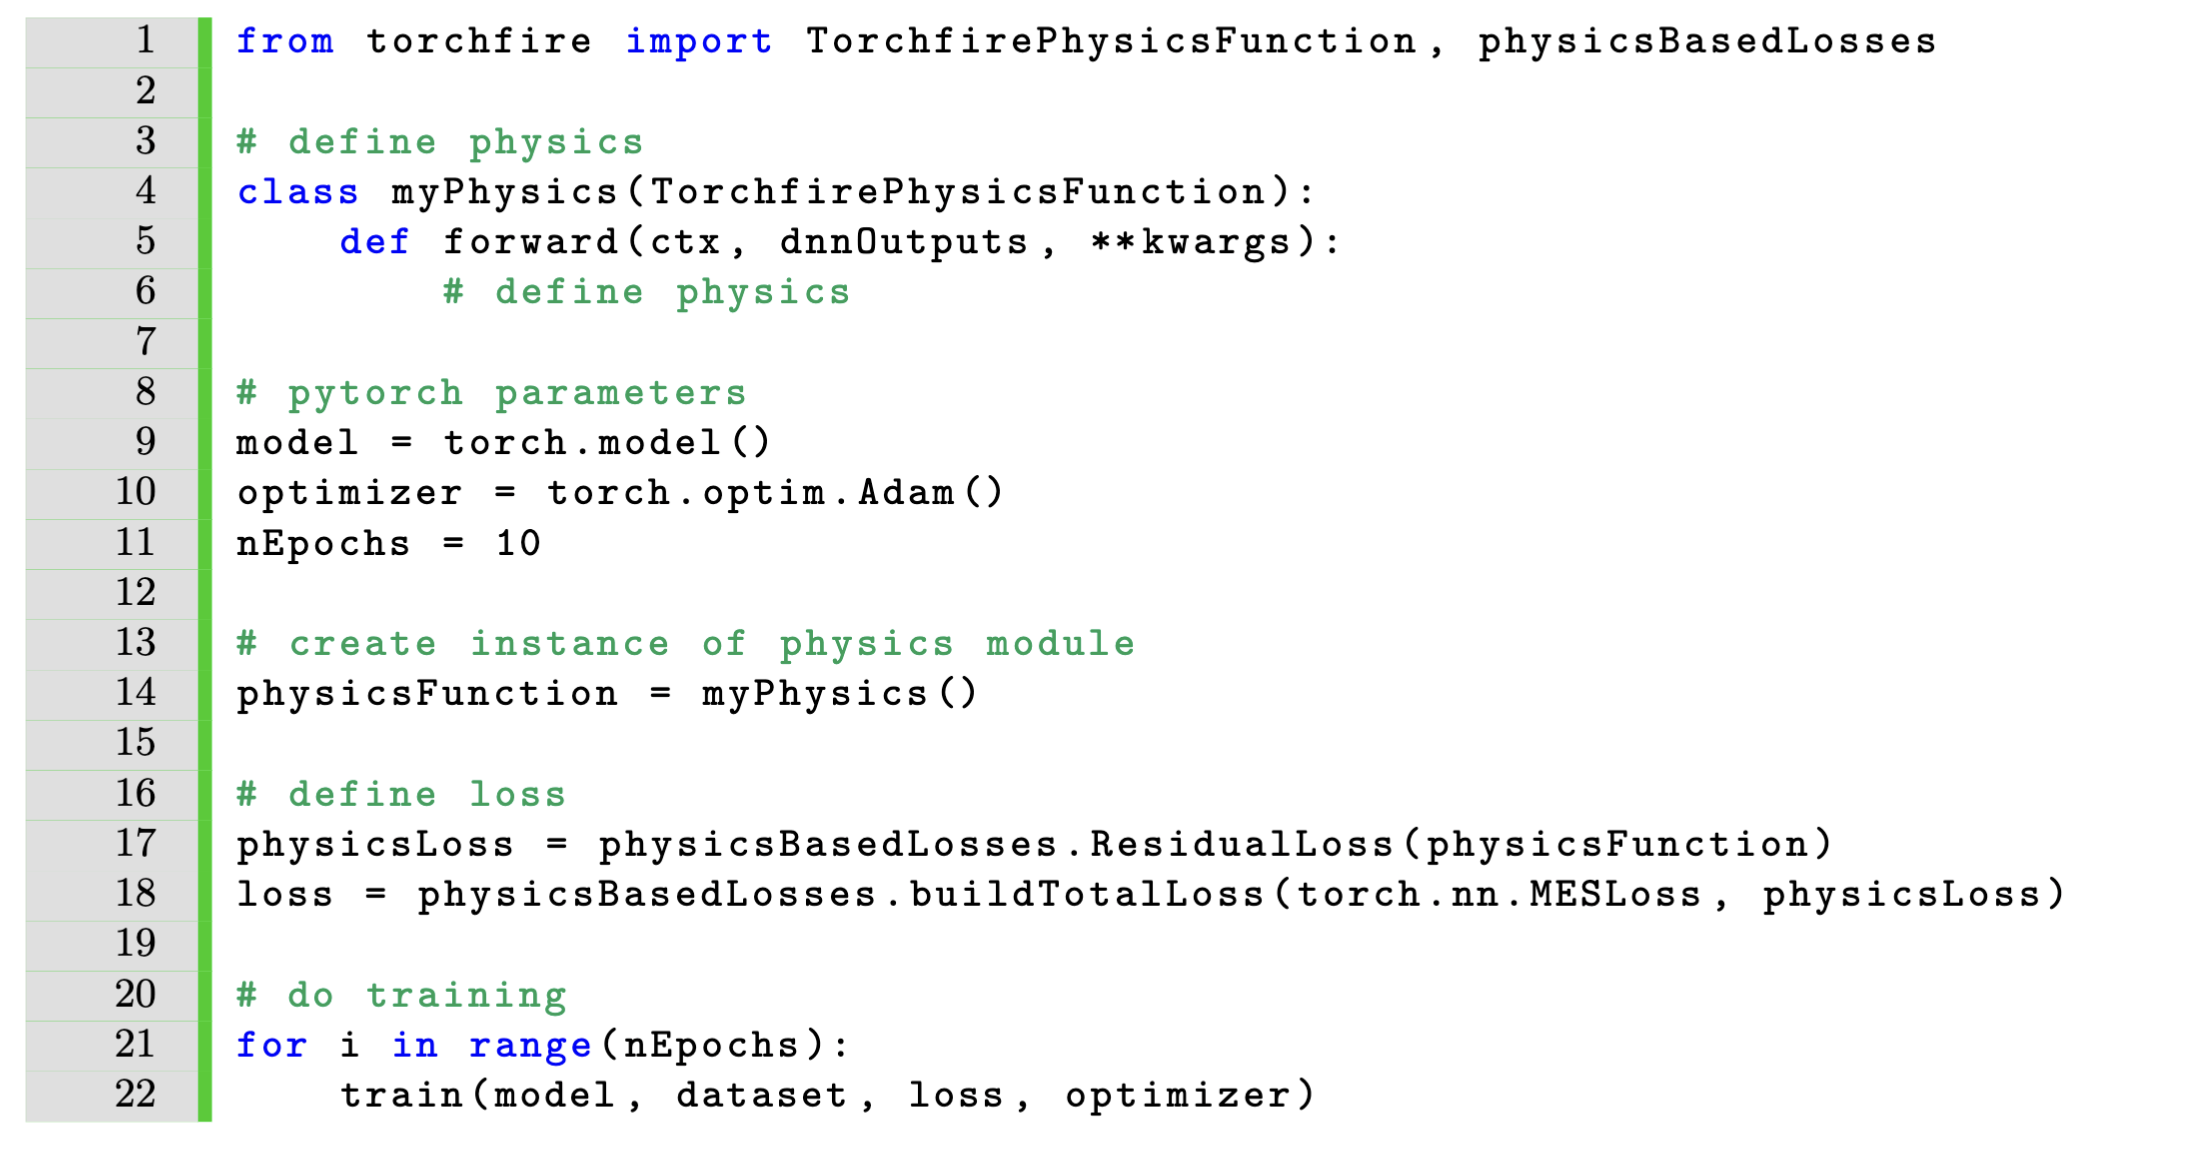 1 from torchfire import TorchfirePhysicsFunction, physicsBasedLosses
2
3 # define physics
4 class myPhysics(TorchfirePhysicsFunction):
5     def forward(ctx, dnnOutputs, **kwargs):
6         # define physics
7
8 # pytorch parameters
9 model = torch.model()
10 optimizer = torch.optim.Adam()
11 nEpochs = 10
12
13 # create instance of physics module
14 physicsFunction = myPhysics()
15
16 # define loss
17 physicsLoss = physicsBasedLosses.ResidualLoss(physicsFunction)
18 loss = physicsBasedLosses.buildTotalLoss(torch.nn.MESLoss, physicsLoss)
19
20 # do training
21 for i in range(nEpochs):
22     train(model, dataset, loss, optimizer)